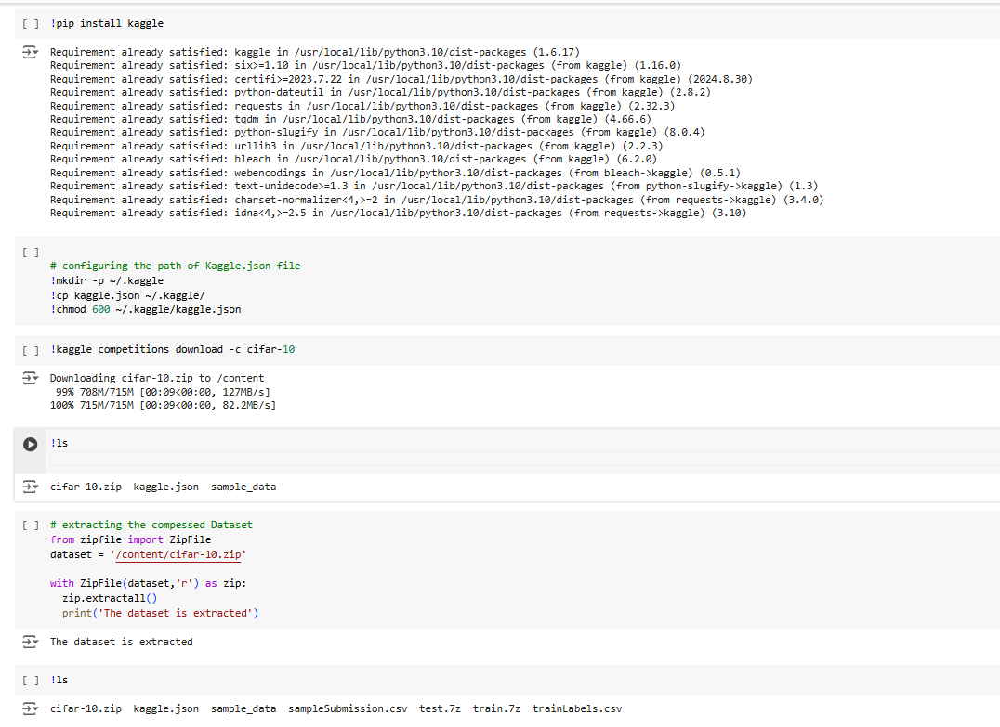 [ ] !pip install kaggle
Requirement already satisfied: kaggle in /usr/local/lib/python3.10/dist-packages (1.6.17)
Requirement already satisfied: six>=1.10 in /usr/local/lib/python3.10/dist-packages (from kaggle) (1.16.0)
Requirement already satisfied: certifi>=2023.7.22 in /usr/local/lib/python3.10/dist-packages (from kaggle) (2024.8.30)
Requirement already satisfied: python-dateutil in /usr/local/lib/python3.10/dist-packages (from kaggle) (2.8.2)
Requirement already satisfied: requests in /usr/local/lib/python3.10/dist-packages (from kaggle) (2.32.3)
Requirement already satisfied: tqdm in /usr/local/lib/python3.10/dist-packages (from kaggle) (4.66.6)
Requirement already satisfied: python-slugify in /usr/local/lib/python3.10/dist-packages (from kaggle) (8.0.4)
Requirement already satisfied: urllib3 in /usr/local/lib/python3.10/dist-packages (from kaggle) (2.2.3)
Requirement already satisfied: bleach in /usr/local/lib/python3.10/dist-packages (from kaggle) (6.2.0)
Requirement already satisfied: webencodings in /usr/local/lib/python3.10/dist-packages (from bleach->kaggle) (0.5.1)
Requirement already satisfied: text-unidecode>=1.3 in /usr/local/lib/python3.10/dist-packages (from python-slugify->kaggle) (1.3)
Requirement already satisfied: charset-normalizer<4,>=2 in /usr/local/lib/python3.10/dist-packages (from requests->kaggle) (3.4.0)
Requirement already satisfied: idna<4,>=2.5 in /usr/local/lib/python3.10/dist-packages (from requests->kaggle) (3.10)
[ ]
# configuring the path of Kaggle.json file
!mkdir -p ~/.kaggle
!cp kaggle.json ~/.kaggle/
!chmod 600 ~/.kaggle/kaggle.json
[ ] !kaggle competitions download -c cifar-10
Downloading cifar-10.zip to /content
99% 708M/715M [00:09<00:00, 127MB/s]
100% 715M/715M [00:09<00:00, 82.2MB/s]
!ls
cifar-10.zip kaggle.json sample_data
[ ] # extracting the compessed Dataset
from zipfile import ZipFile
dataset = '/content/cifar-10.zip'
with ZipFile(dataset,'r') as zip:
zip.extractall()
print('The dataset is extracted')
The dataset is extracted
[ ] !ls
cifar-10.zip kaggle.json sample_data sampleSubmission.csv test.7z train.7z trainLabels.csv